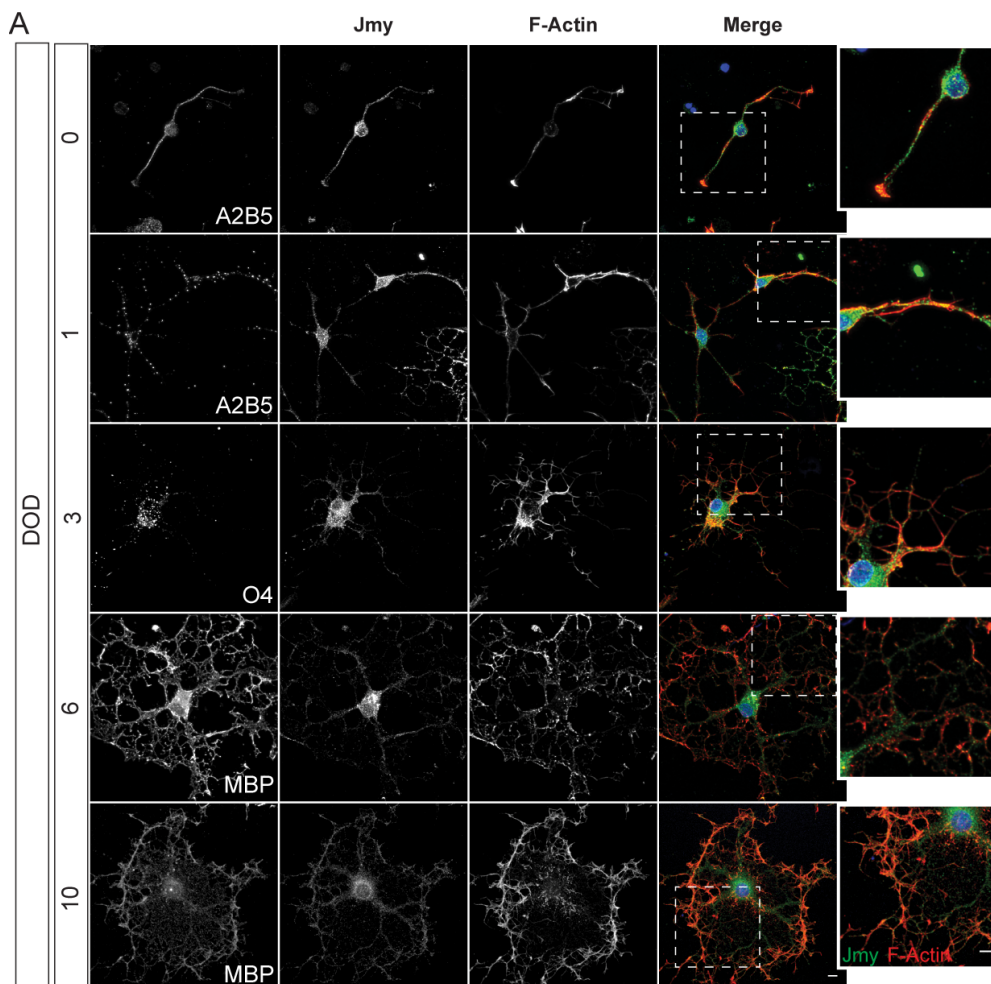 A
Jmy F-Actin Merge
DOD
0
A2B5
1
A2B5
3
O4
6
MBP
10
MBP
Jmy F-Actin